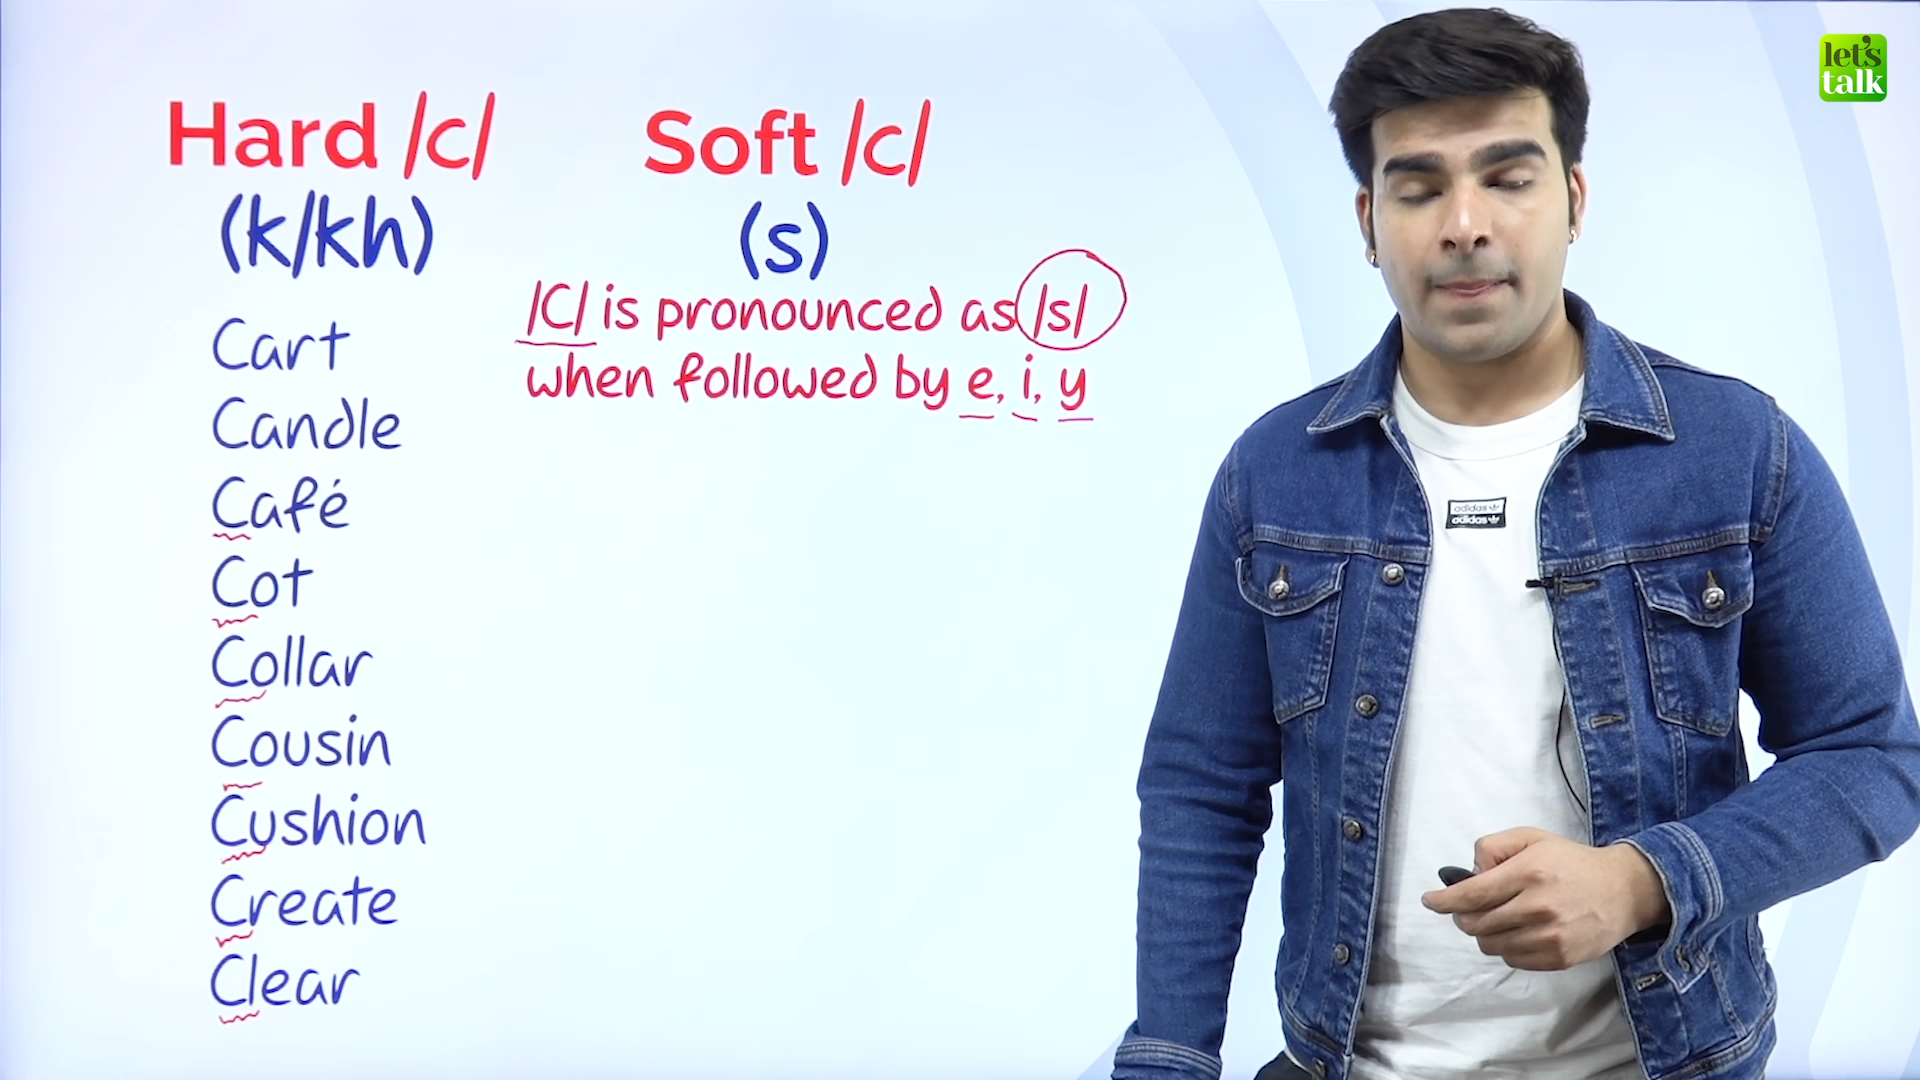 Hard /c/
(k/kh)
Cart
Candle
Café
Cot
Collar
Cousin
Cushion
Create
Clear
Soft /c/
(s)
/C/ is pronounced as /s/
when followed by e, i, y
let's
talk
adidas
adidas